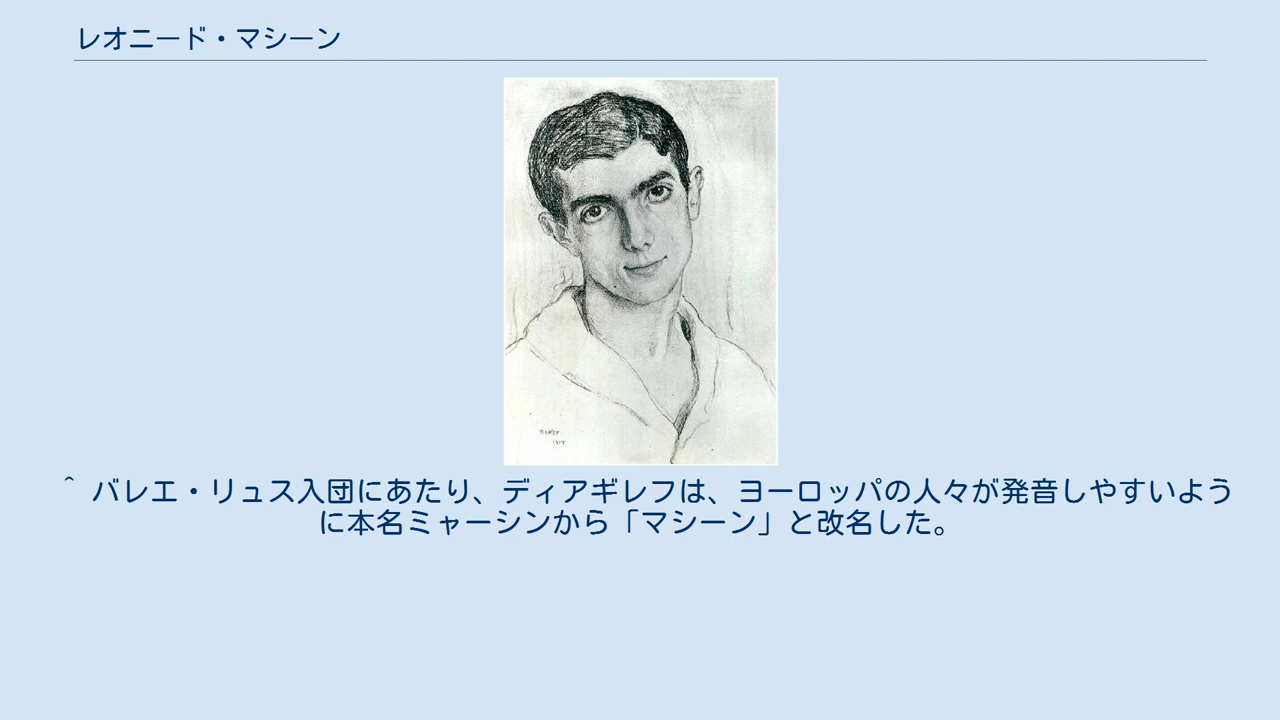 レオニード・マシーン
^ バレエ・リュス入団にあたり、ディアギレフは、ヨーロッパの人々が発音しやすいよう
に本名ミャーシンから「マシーン」と改名した。